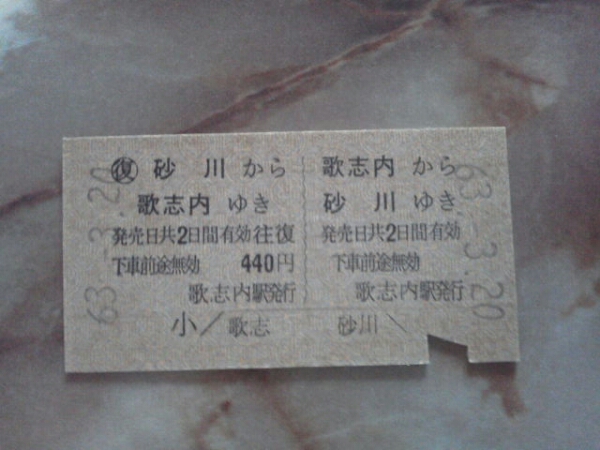 ㊝ 砂川から
歌志内ゆき
発売日共2日間有効往復
下車前途無効 440円
歌志内駅発行
小／歌志
63.-3.20
歌志内から
砂川ゆき
発売日共2日間有効
下車前途無効
歌志内駅発行
砂川＼
63.-3.20